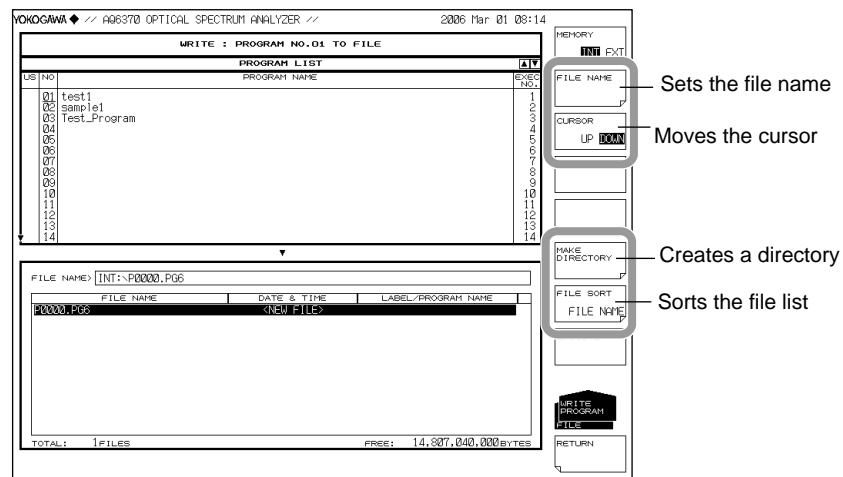 YOKOGAWA ◆ // AQ6370 OPTICAL SPECTRUM ANALYZER // 2006 Mar 01 08:14
WRITE : PROGRAM NO.01 TO FILE
PROGRAM LIST ▲▼
US NO PROGRAM NAME EXEC NO.
01 test1 1
02 sample1 2
03 Test_Program 3
04 4
05 5
06 6
07 7
08 8
09 9
10 10
11 11
12 12
13 13
14 14
▼
FILE NAME> INT:\P0000.PG6
FILE NAME DATE & TIME LABEL/PROGRAM NAME
P0000.PG6 <NEW FILE>
TOTAL: 1FILES FREE: 14,807,040,000 BYTES
MEMORY
INT EXT
FILE NAME
Sets the file name
CURSOR
UP DOWN
Moves the cursor
MAKE
DIRECTORY
Creates a directory
FILE SORT
FILE NAME
Sorts the file list
WRITE
PROGRAM
FILE
RETURN